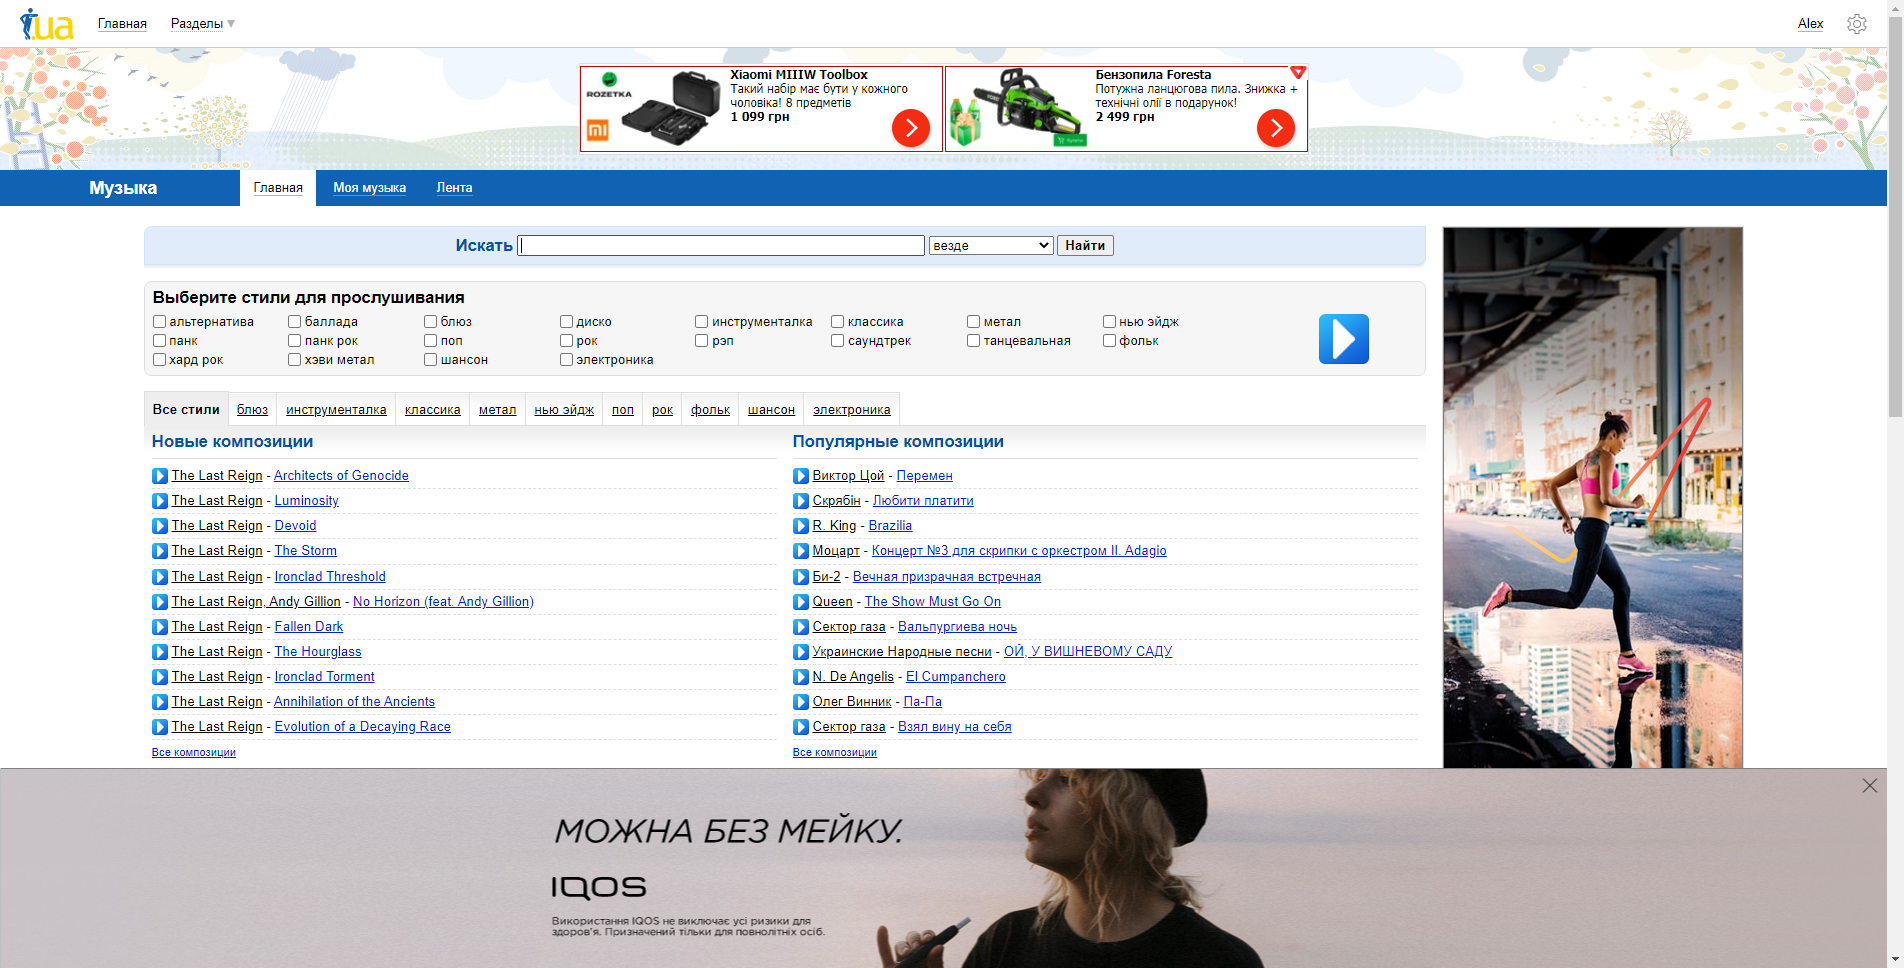 .ua
Главная
Разделы
Alex
ROZETKA
Xiaomi MIIIW Toolbox
Такий набір має бути у кожного
чоловіка! 8 предметів
1 099 грн
Бензопила Foresta
Потужна ланцюгова пила. Знижка +
технічні олії в подарунок!
2 499 грн
Музыка
Главная
Моя музыка
Лента
Искать
везде
Найти
Выберите стили для прослушивания
альтернатива баллада блюз диско инструменталка классика метал нью эйдж
панк панк рок поп рок рэп саундтрек танцевальная фольк
хард рок хэви метал шансон электроника
Все стили блюз инструменталка классика метал нью эйдж поп рок фольк шансон электроника
Новые композиции
The Last Reign - Architects of Genocide
The Last Reign - Luminosity
The Last Reign - Devoid
The Last Reign - The Storm
The Last Reign - Ironclad Threshold
The Last Reign, Andy Gillion - No Horizon (feat. Andy Gillion)
The Last Reign - Fallen Dark
The Last Reign - The Hourglass
The Last Reign - Ironclad Torment
The Last Reign - Annihilation of the Ancients
The Last Reign - Evolution of a Decaying Race
Все композиции
Популярные композиции
Виктор Цой - Перемен
Скрябін - Любити платити
R. King - Brazilia
Моцарт - Концерт №3 для скрипки с оркестром II. Adagio
Би-2 - Вечная призрачная встречная
Queen - The Show Must Go On
Сектор газа - Вальпургиева ночь
Украинские Народные песни - ОЙ, У ВИШНЕВОМУ САДУ
N. De Angelis - El Cumpanchero
Олег Винник - Па-Па
Сектор газа - Взял вину на себя
Все композиции
МОЖНА БЕЗ МЕЙКУ.
IQOS
Використання IQOS не виключає усі ризики для
здоров'я. Призначений тільки для повнолітніх осіб.